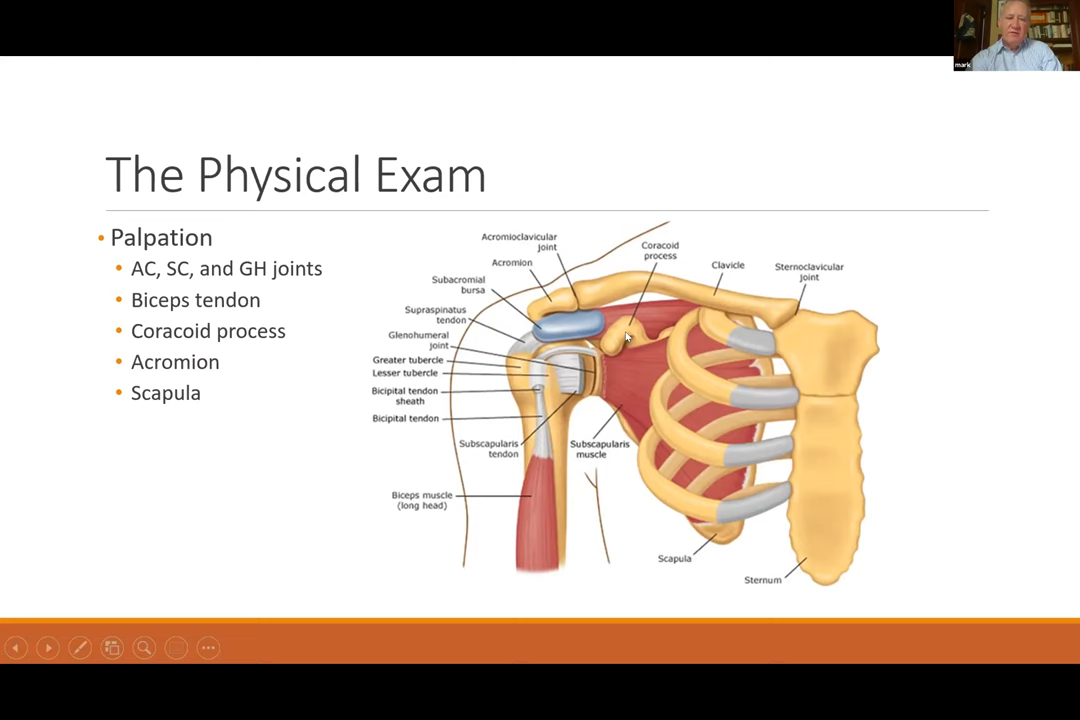 mark
The Physical Exam
• Palpation
• AC, SC, and GH joints
• Biceps tendon
• Coracoid process
• Acromion
• Scapula
Acromioclavicular
joint
Acromion
Subacromial
bursa
Supraspinatus
tendon
Glenohumeral
joint
Greater tubercle
Lesser tubercle
Bicipital tendon
sheath
Bicipital tendon
Subscapularis
tendon
Biceps muscle
(long head)
Coracoid
process
Clavicle
Sternoclavicular
joint
Subscapularis
muscle
Scapula
Sternum